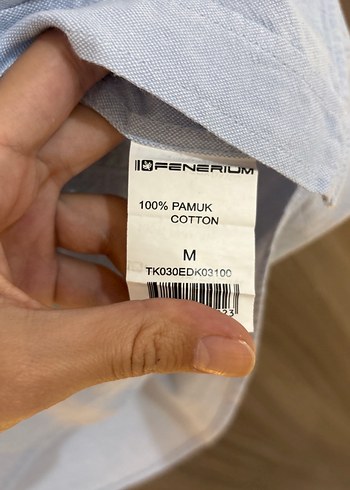 FENERIUM
100% PAMUK
COTTON
M
TK030EDK03100